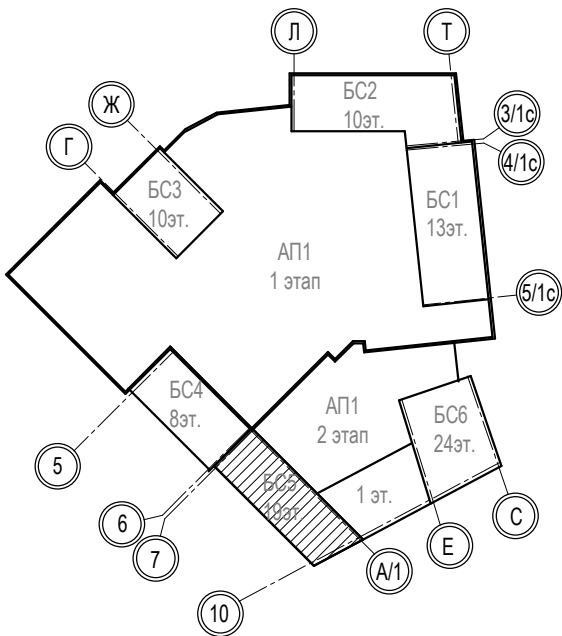 Л
Т
Ж
БС2
10эт.
3/1с
Г
4/1с
БС3
10эт.
БС1
13эт.
АП1
1 этап
5/1с
БС4
8эт.
АП1
2 этап
БС6
24эт.
5
БС5
19эт
1 эт.
6
7
Е
С
А/1
10